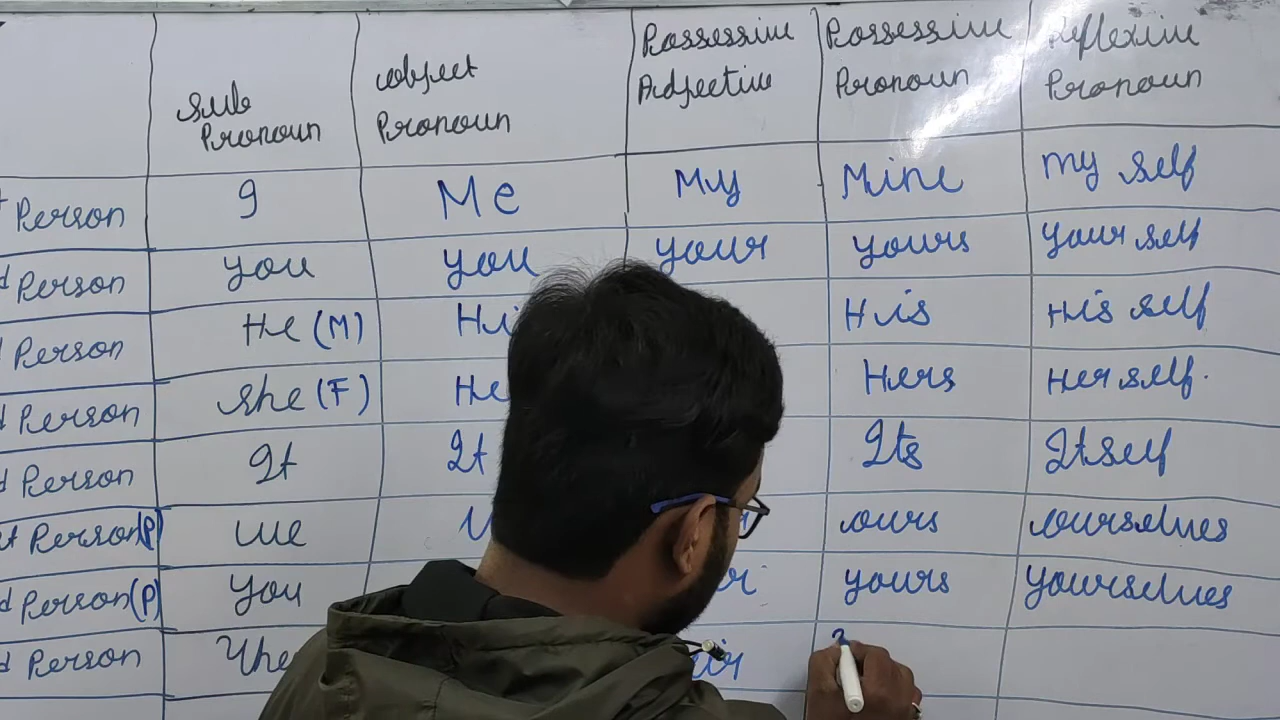 Sub Pronoun
Object Pronoun
Possessive Adjective
Possessive Pronoun
Reflexive Pronoun
Person I Me My Mine My self
Person You You Your Yours Your self
Person He (M) His His self
Person She (F) Hers Her self.
Person It It Its Itself
Person(P) We Ours Ourselves
Person(P) You Yours Yourselves
Person